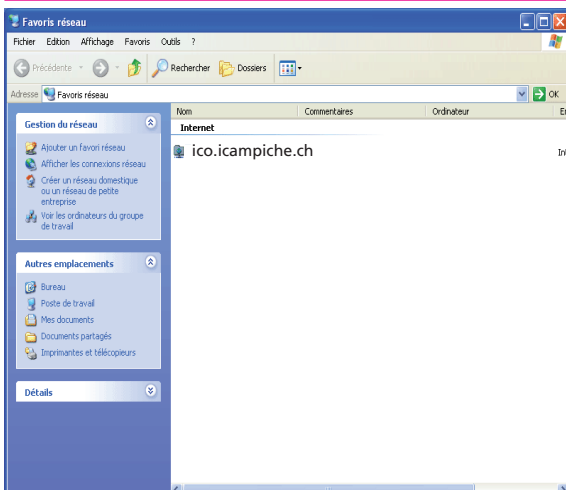 Favoris réseau
Fichier Edition Affichage Favoris Outils ?
Précédente Rechercher Dossiers
Adresse Favoris réseau OK
Nom Commentaires Ordinateur
Gestion du réseau
Ajouter un favori réseau
Afficher les connexions réseau
Créer un réseau domestique
ou un réseau de petite
entreprise
Voir les ordinateurs du groupe
de travail
Autres emplacements
Bureau
Poste de travail
Mes documents
Documents partagés
Imprimantes et télécopieurs
Détails
Internet
ico.icampiche.ch